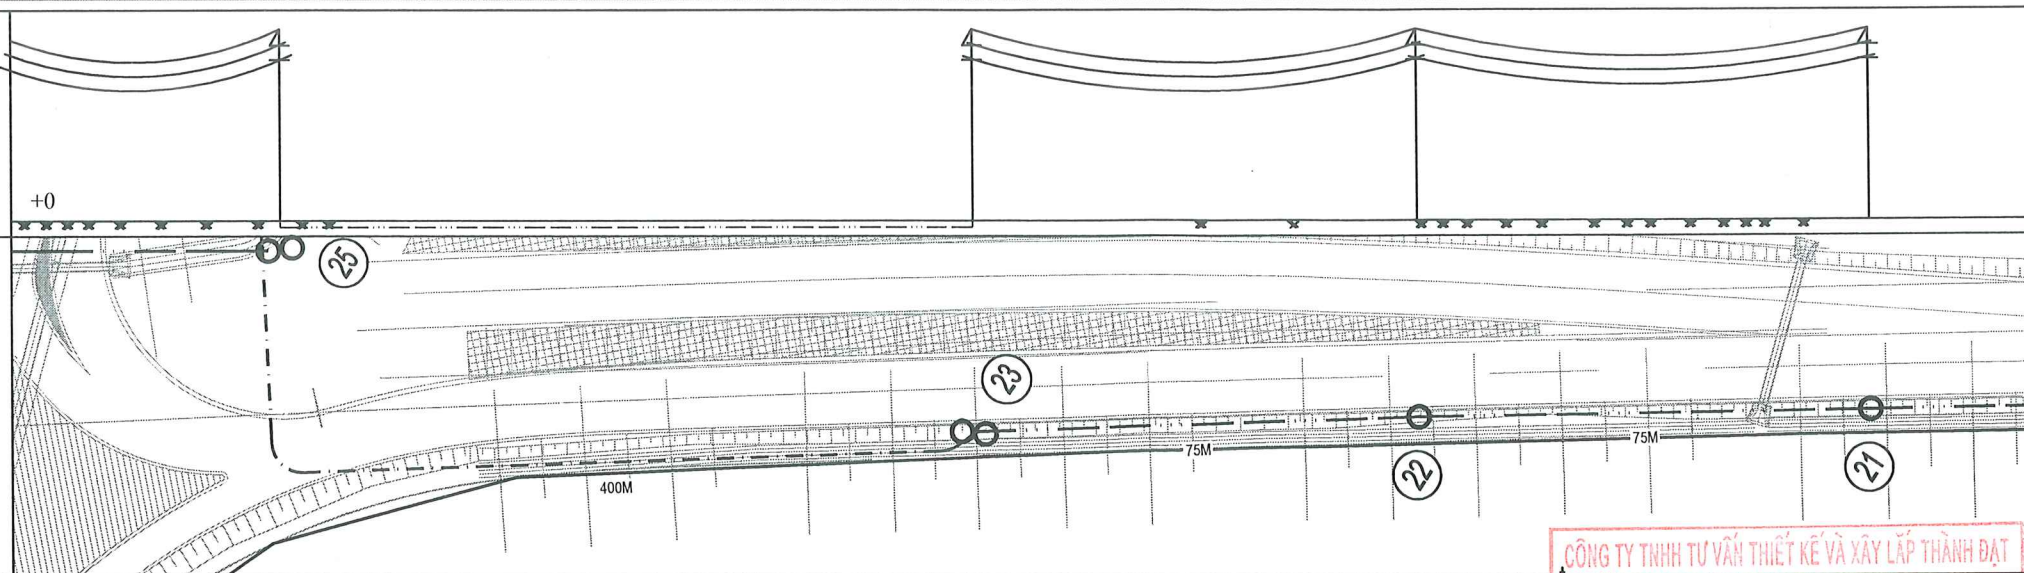 +0
25
23
400M
75M
22
75M
21
CÔNG TY TNHH TƯ VẤN THIẾT KẾ VÀ XÂY LẮP THÀNH ĐẠT